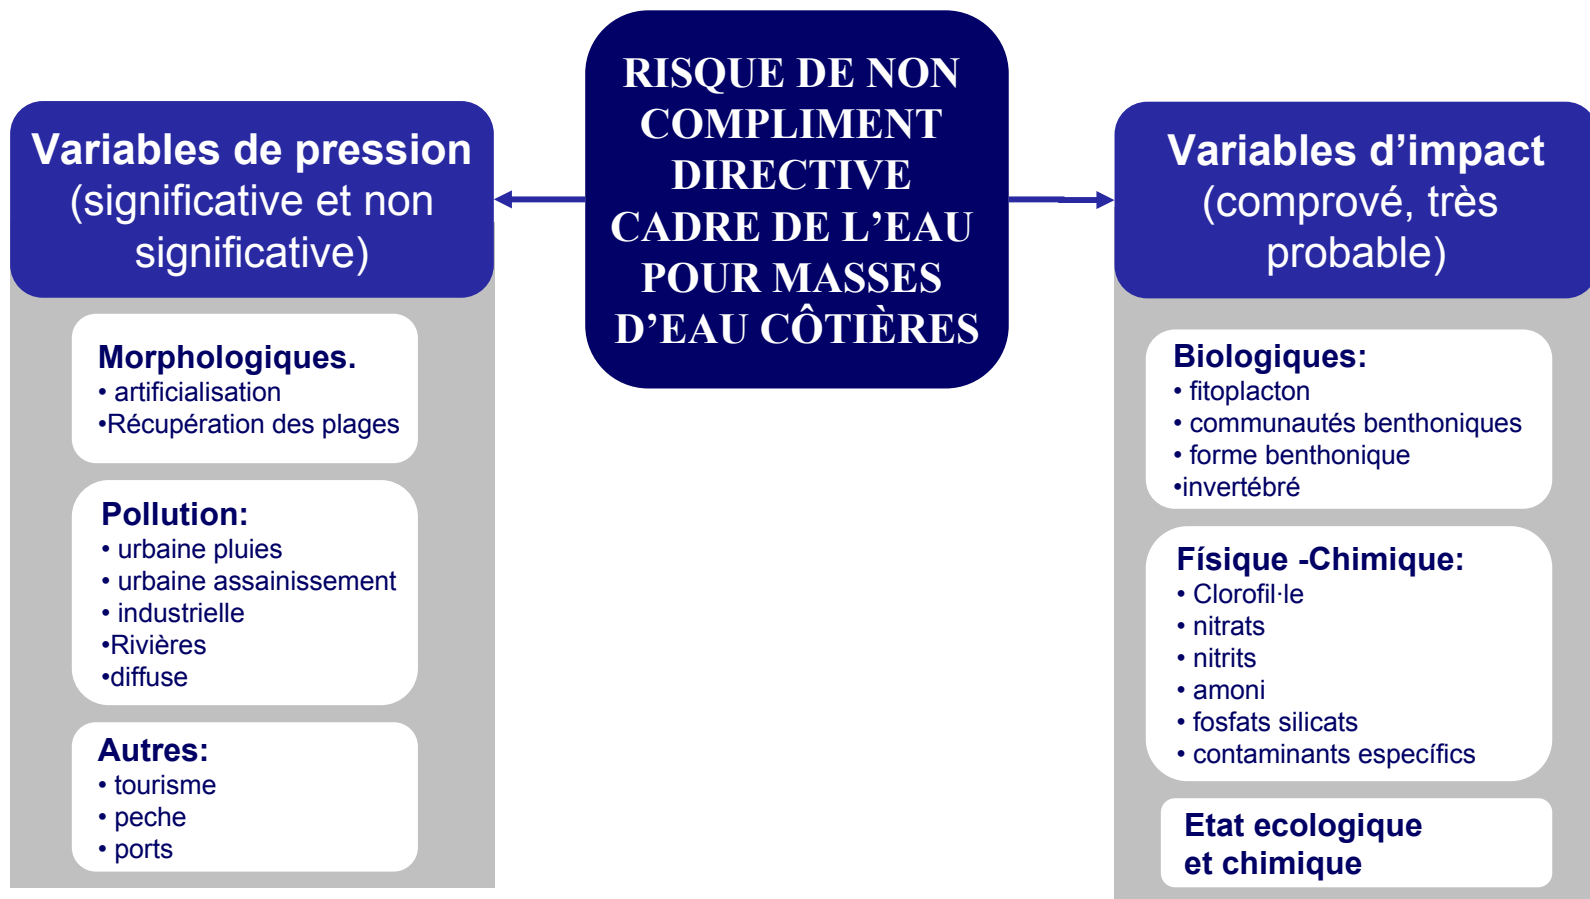 RISQUE DE NON
COMPLIMENT
DIRECTIVE
CADRE DE L’EAU
POUR MASSES
D’EAU CÔTIÈRES
Variables de pression
(significative et non
significative)
Morphologiques.
• artificialisation
•Récupération des plages
Pollution:
• urbaine pluies
• urbaine assainissement
• industrielle
•Rivières
•diffuse
Autres:
• tourisme
• peche
• ports
Variables d’impact
(comprové, très
probable)
Biologiques:
• fitoplacton
• communautés benthoniques
• forme benthonique
•invertébré
Físique -Chimique:
• Clorofil·le
• nitrats
• nitrits
• amoni
• fosfats silicats
• contaminants específics
Etat ecologique
et chimique